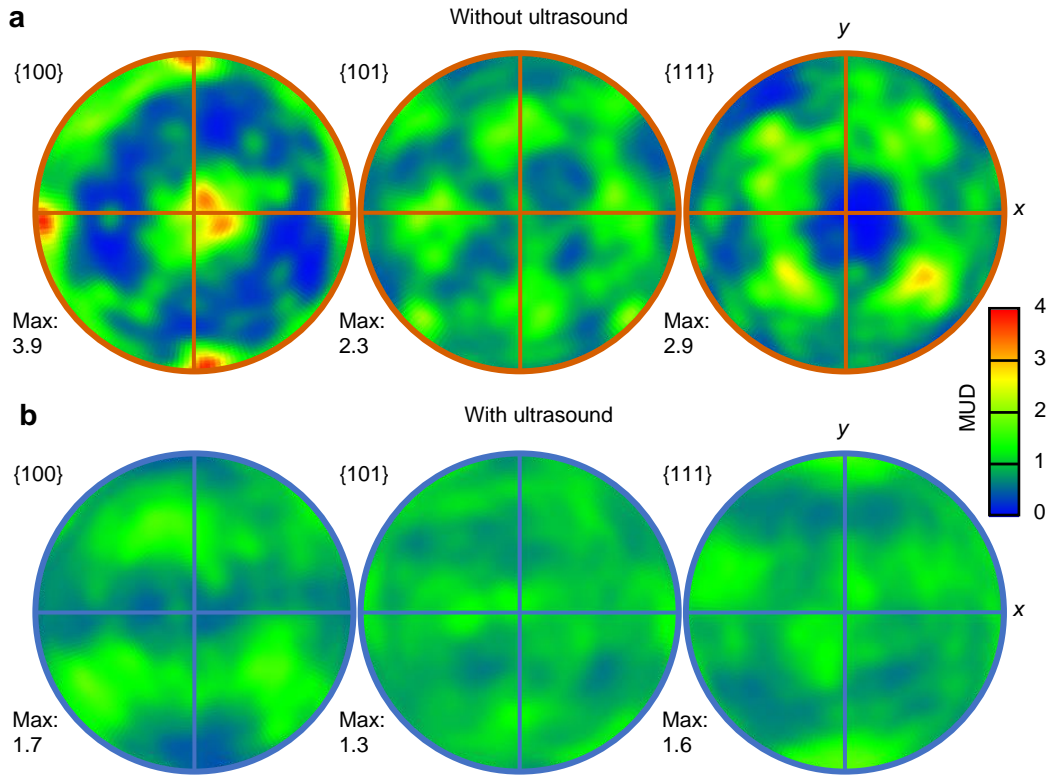 a
Without ultrasound
y
{100}
{101}
{111}
x
Max:
3.9
Max:
2.3
Max:
2.9
4
3
2
1
0
MUD
b
With ultrasound
y
{100}
{101}
{111}
x
Max:
1.7
Max:
1.3
Max:
1.6